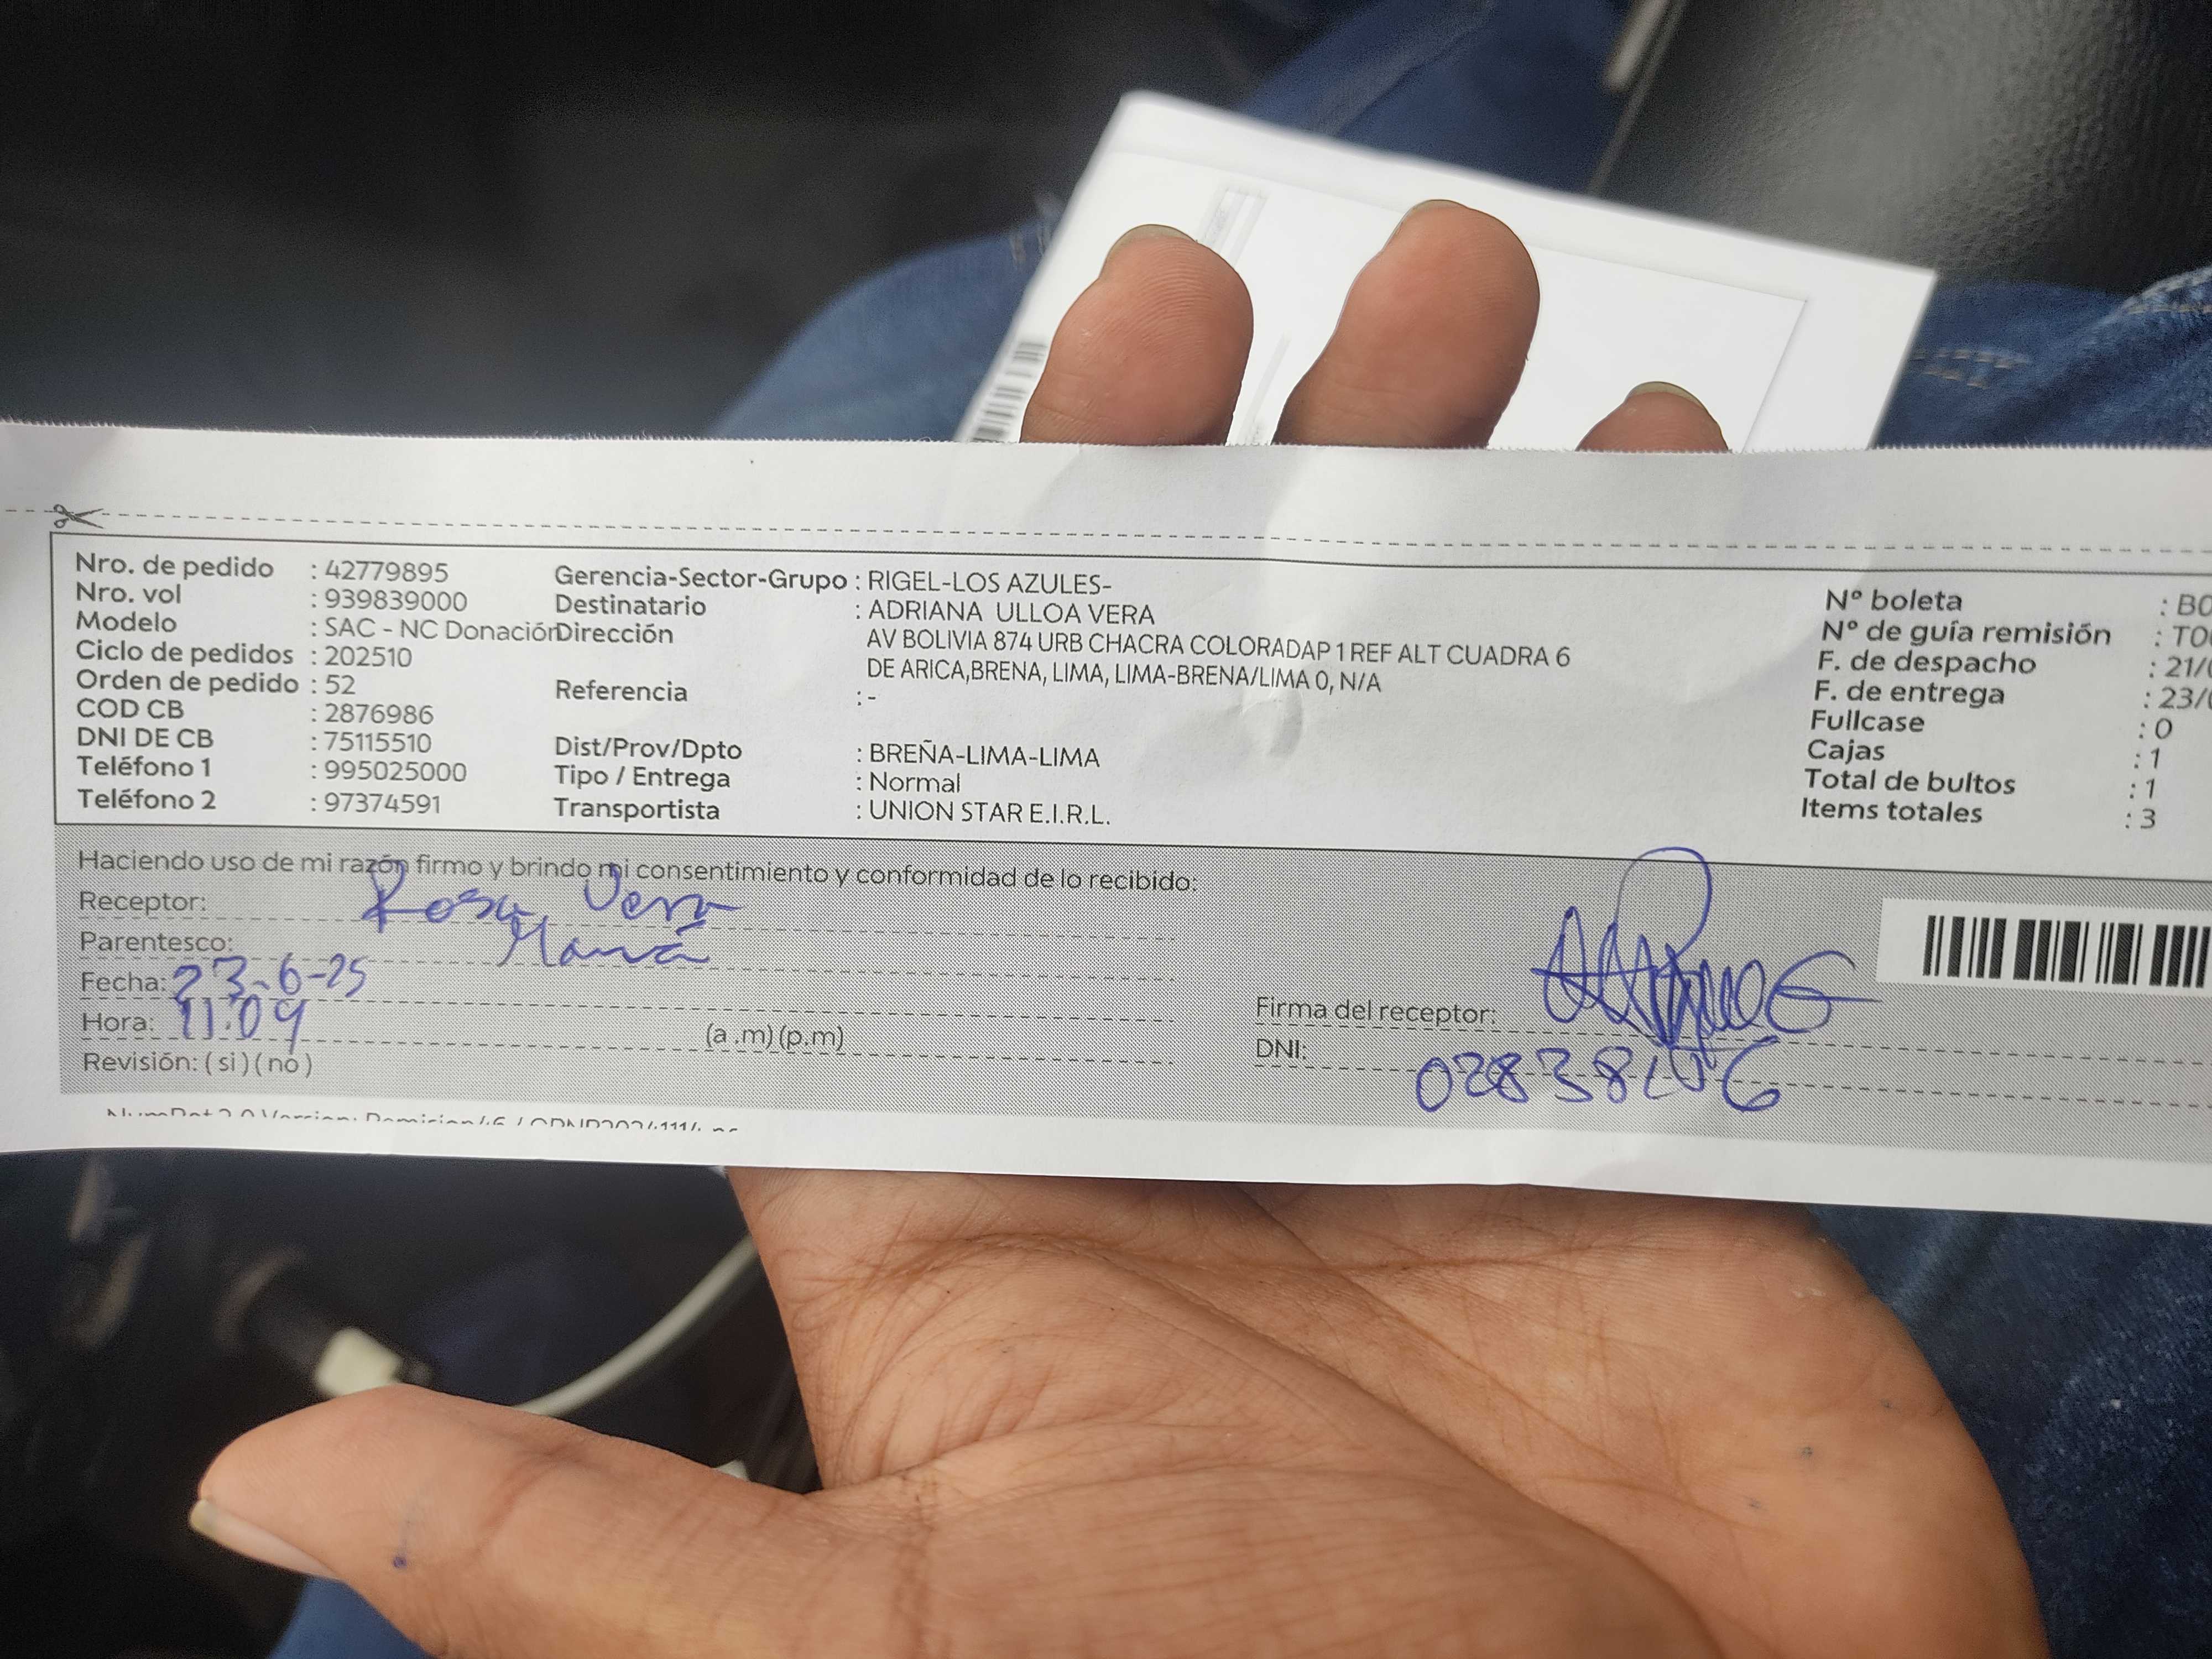 Nro. de pedido : 42779895
Nro. vol : 939839000
Modelo : SAC - NC Donación
Ciclo de pedidos : 202510
Orden de pedido : 52
COD CB : 2876986
DNI DE CB : 75115510
Teléfono 1 : 995025000
Teléfono 2 : 97374591
Gerencia-Sector-Grupo : RIGEL-LOS AZULES-
Destinatario : ADRIANA ULLOA VERA
Dirección AV BOLIVIA 874 URB CHACRA COLORADAP 1 REF ALT CUADRA 6
DE ARICA,BRENA, LIMA, LIMA-BRENA/LIMA 0, N/A
Referencia : -
Dist/Prov/Dpto : BREÑA-LIMA-LIMA
Tipo / Entrega : Normal
Transportista : UNION STAR E.I.R.L.
Nº boleta : B0
Nº de guía remisión : T00
F. de despacho : 21/0
F. de entrega : 23/0
Fullcase : 0
Cajas : 1
Total de bultos : 1
Items totales : 3
Haciendo uso de mi razón firmo y brindo mi consentimiento y conformidad de lo recibido:
Receptor: Rosa Vera
Parentesco: Mamá
Fecha: 23-6-25
Hora: 11:09 (a .m) (p.m)
Revisión: ( si ) ( no )
Firma del receptor:
DNI: